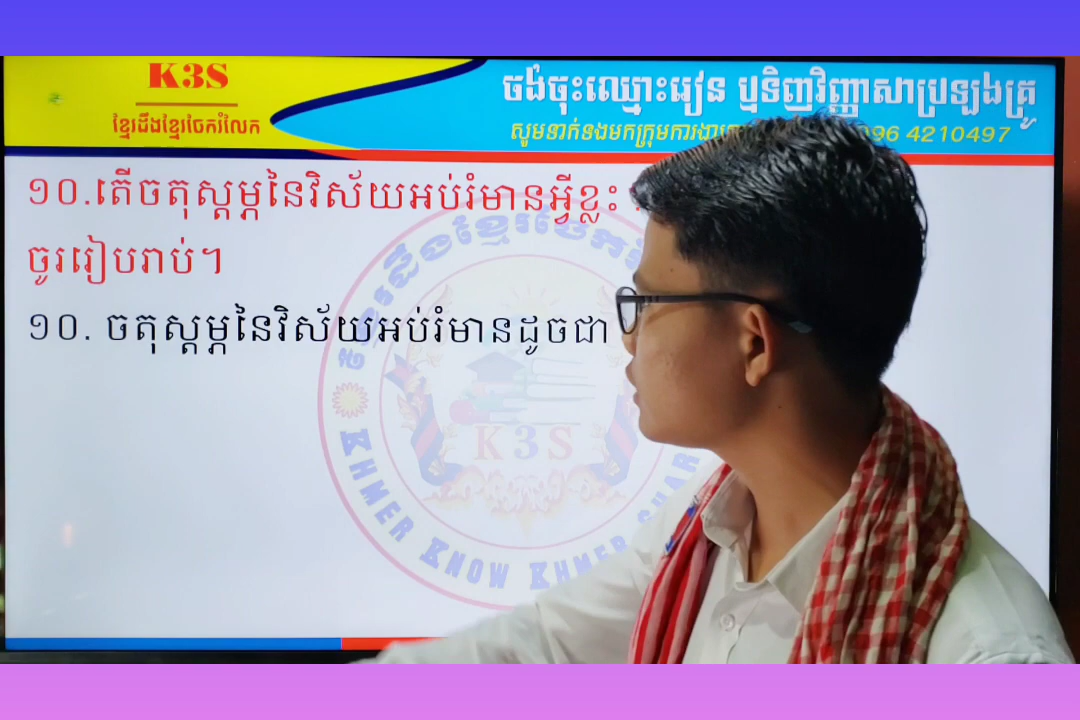 K3S
ខ្មែរដឹងខ្មែរចែករំលែក
ចង់ចុះឈ្មោះរៀន ឬទិញវិញ្ញាសាប្រឡងគ្រូ
សូមទាក់ទងមកក្រុមការងារ 096 4210497
១០.តើចតុស្តម្ភនៃវិស័យអប់រំមានអ្វីខ្លះ
ចូររៀបរាប់។
១០. ចតុស្តម្ភនៃវិស័យអប់រំមានដូចជា
K3S
KHMER KNOW KHMER SHAR